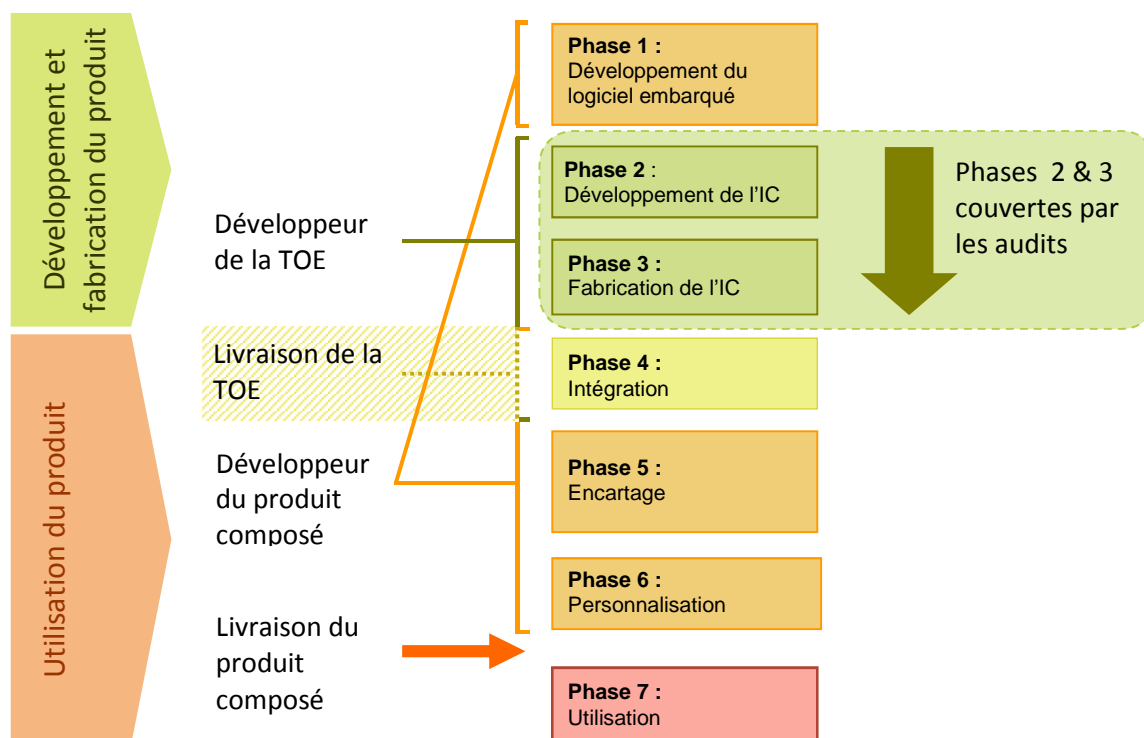 Développement et
fabrication du produit
Utilisation du produit
Développeur
de la TOE
Livraison de la
TOE
Développeur
du produit
composé
Livraison du
produit
composé
Phase 1 :
Développement du
logiciel embarqué
Phase 2 :
Développement de l’IC
Phase 3 :
Fabrication de l’IC
Phase 4 :
Intégration
Phase 5 :
Encartage
Phase 6 :
Personnalisation
Phase 7 :
Utilisation
Phases 2 & 3
couvertes par
les audits